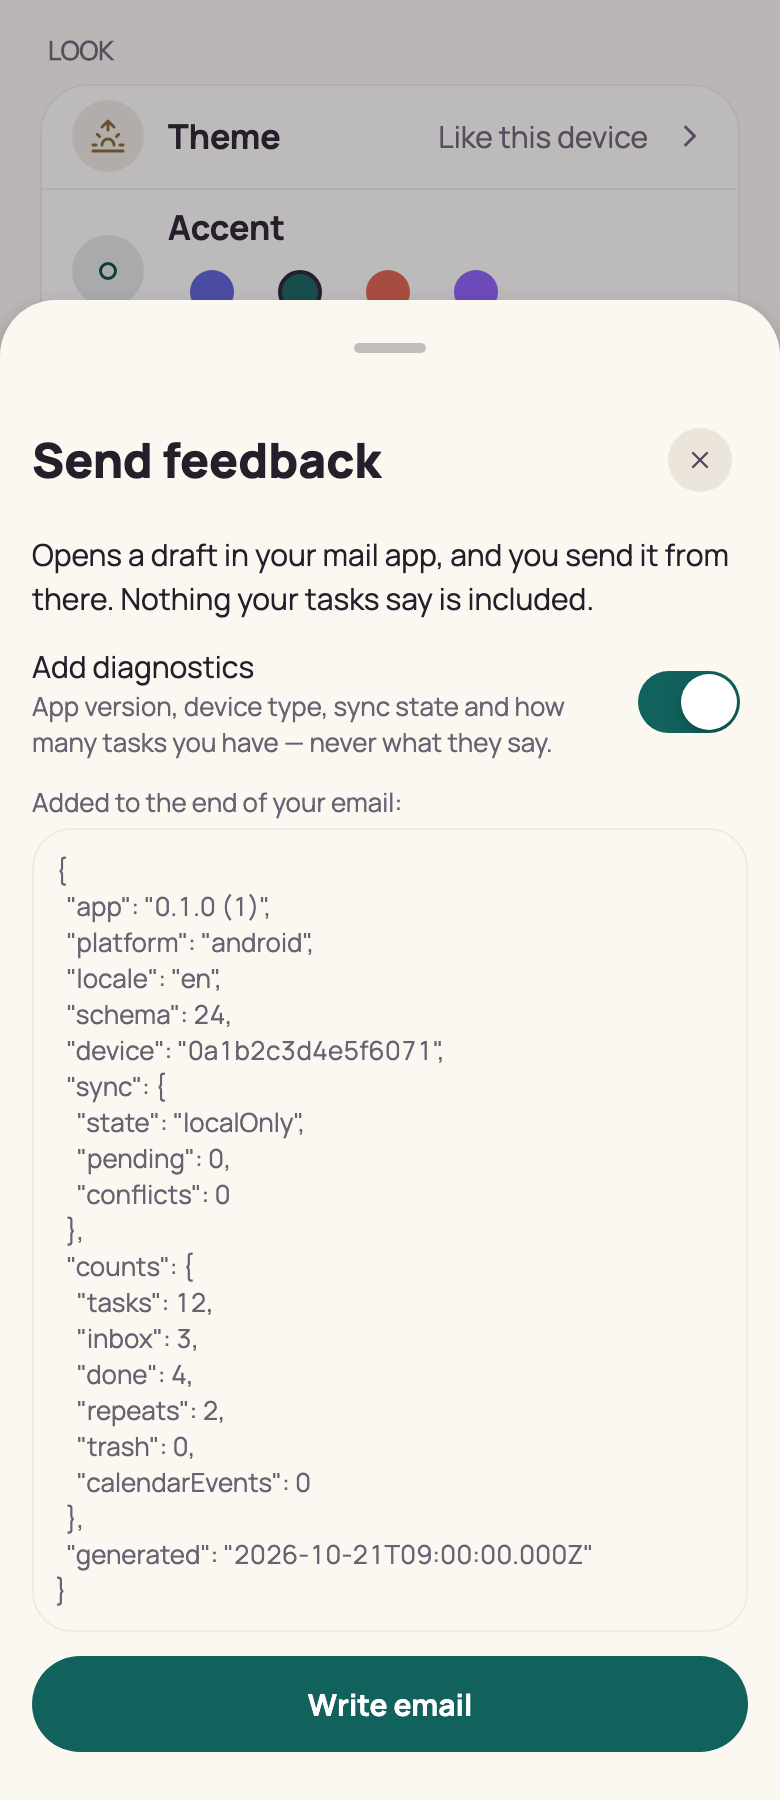 LOOK
Theme
Like this device
Accent
Send feedback
Opens a draft in your mail app, and you send it from
there. Nothing your tasks say is included.
Add diagnostics
App version, device type, sync state and how
many tasks you have — never what they say.
Added to the end of your email:
{
"app": "0.1.0 (1)",
"platform": "android",
"locale": "en",
"schema": 24,
"device": "0a1b2c3d4e5f6071",
"sync": {
"state": "localOnly",
"pending": 0,
"conflicts": 0
},
"counts": {
"tasks": 12,
"inbox": 3,
"done": 4,
"repeats": 2,
"trash": 0,
"calendarEvents": 0
},
"generated": "2026-10-21T09:00:00.000Z"
}
Write email